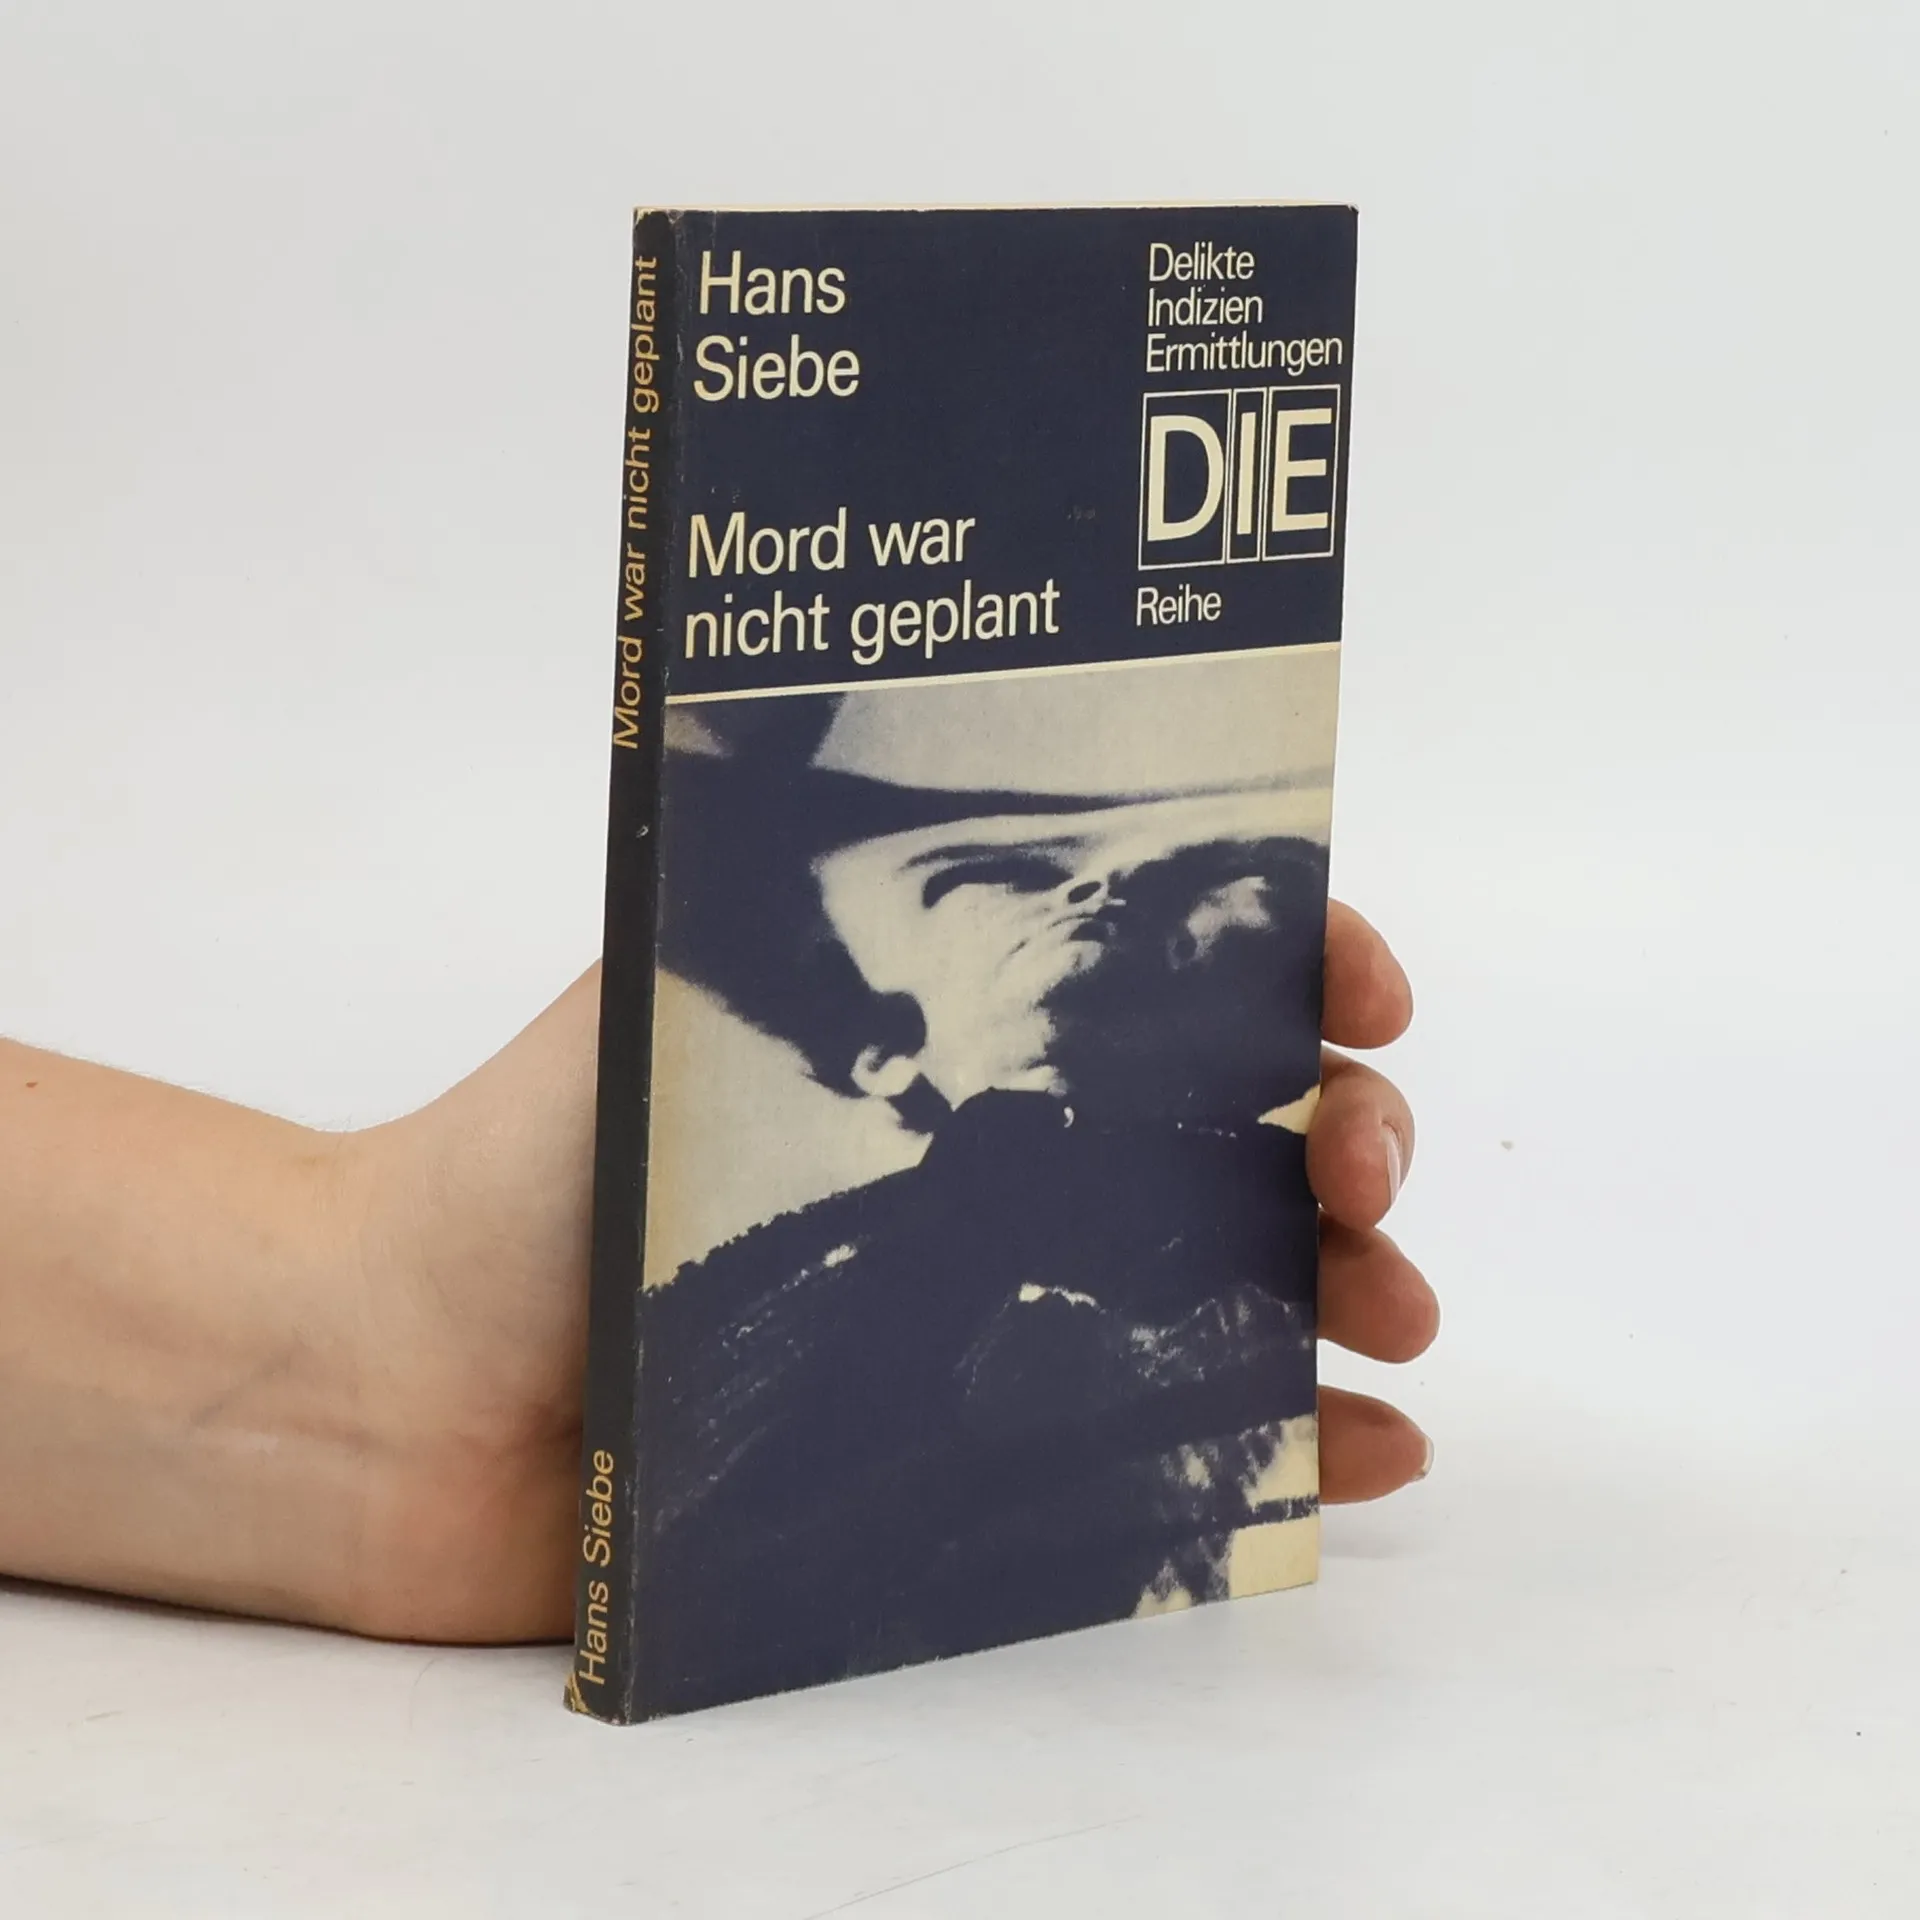 Hans
Siebe
Mord war
nicht geplant
Delikte
Indizien
Ermittlungen
DIE
Reihe
Mord war nicht geplant
Hans Siebe